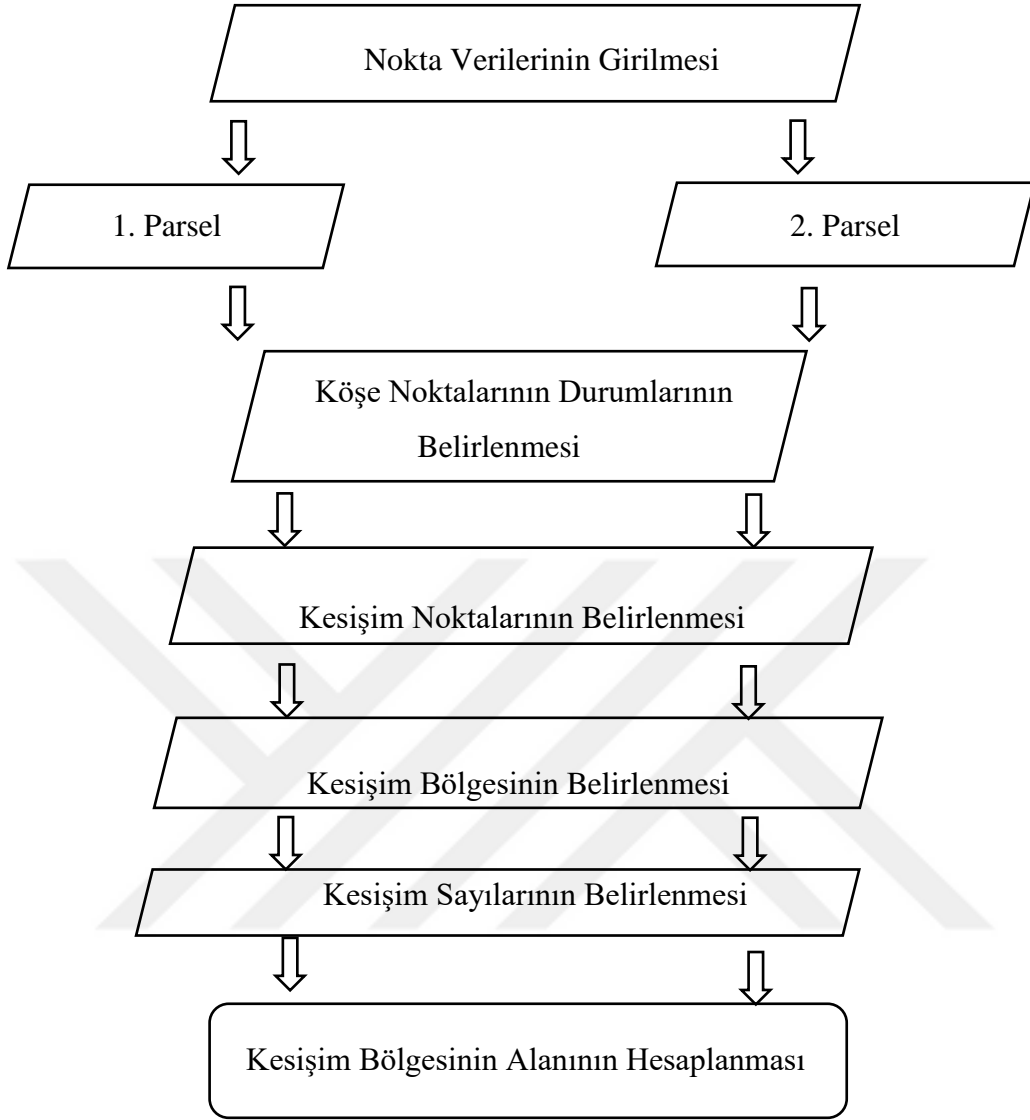 Nokta Verilerinin Girilmesi
1. Parsel
2. Parsel
Köşe Noktalarının Durumlarının
Belirlenmesi
Kesişim Noktalarının Belirlenmesi
Kesişim Bölgesinin Belirlenmesi
Kesişim Sayılarının Belirlenmesi
Kesişim Bölgesinin Alanının Hesaplanması